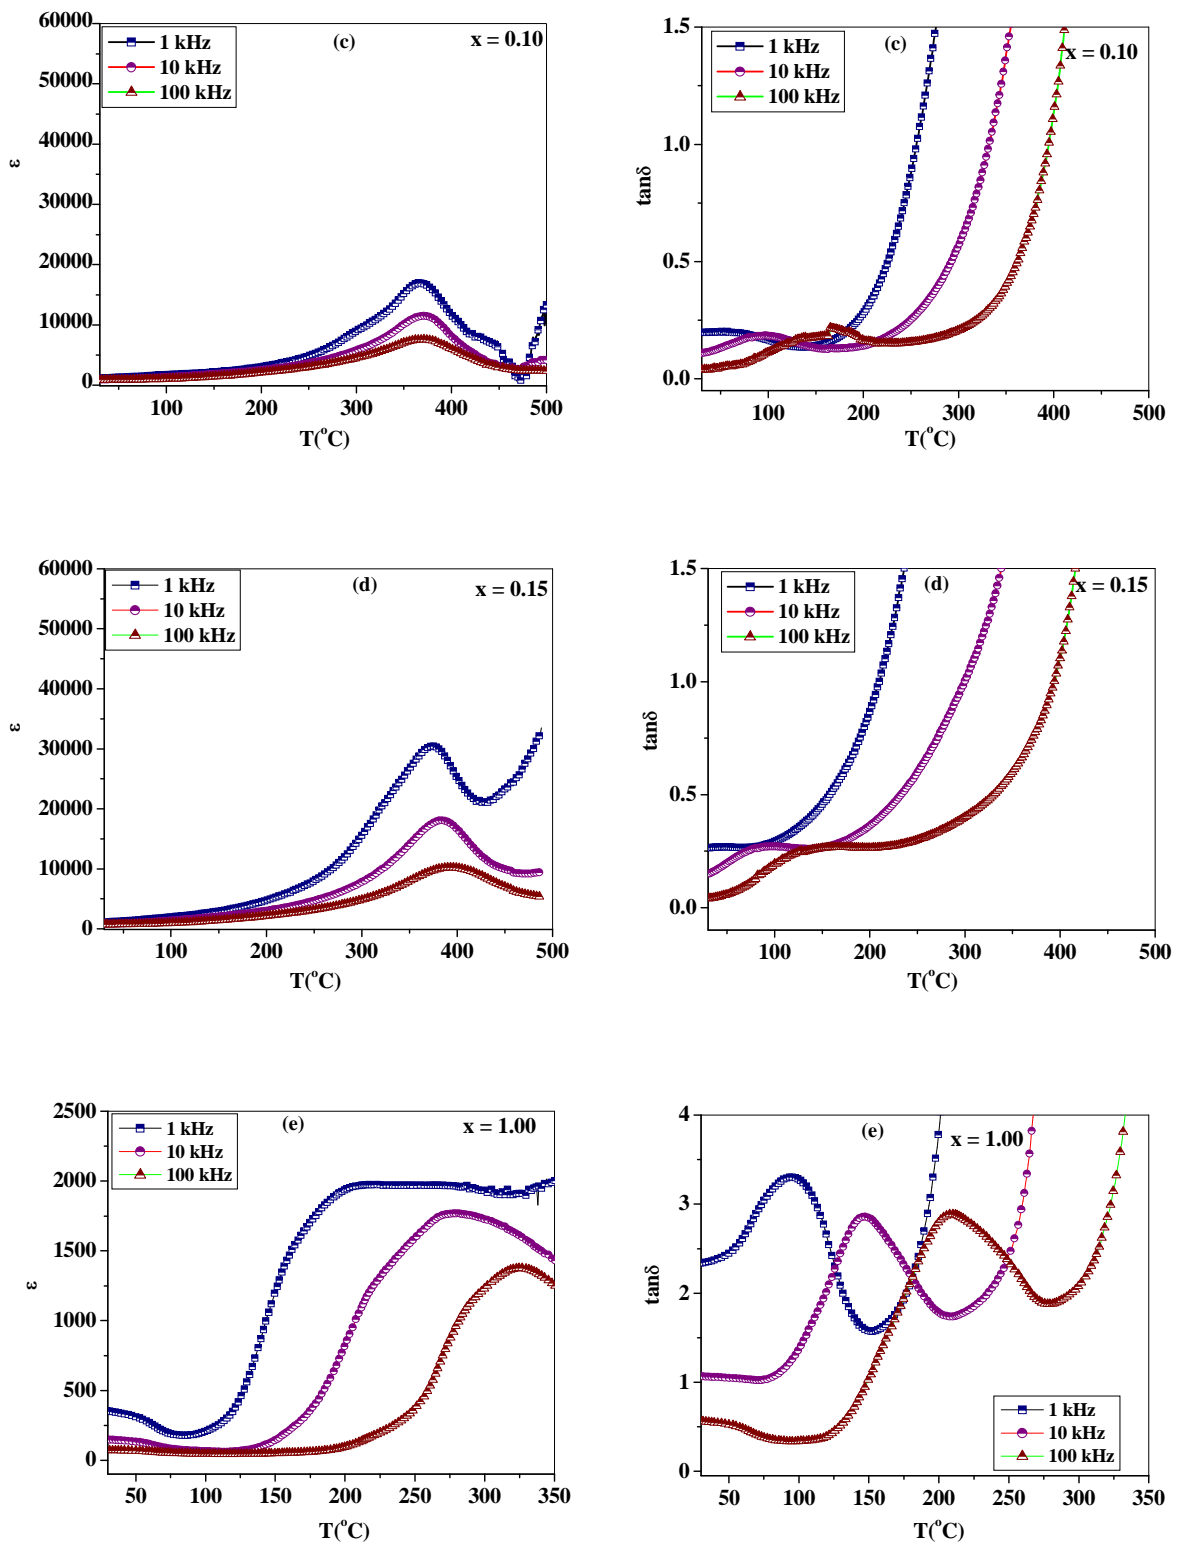 60000
50000
40000
30000
20000
10000
0
ε
1 kHz
10 kHz
100 kHz
(c)
x = 0.10
100 200 300 400 500
T(°C)
1.5
1.0
0.5
0.0
tanδ
1 kHz
10 kHz
100 kHz
(c)
x = 0.10
100 200 300 400 500
T(°C)
60000
50000
40000
30000
20000
10000
0
ε
1 kHz
10 kHz
100 kHz
(d)
x = 0.15
100 200 300 400 500
T(°C)
1.5
1.0
0.5
0.0
tanδ
1 kHz
10 kHz
100 kHz
(d)
x = 0.15
100 200 300 400 500
T(°C)
2500
2000
1500
1000
500
0
ε
1 kHz
10 kHz
100 kHz
(e)
x = 1.00
50 100 150 200 250 300 350
T(°C)
4
3
2
1
0
tanδ
(e)
x = 1.00
1 kHz
10 kHz
100 kHz
50 100 150 200 250 300 350
T(°C)